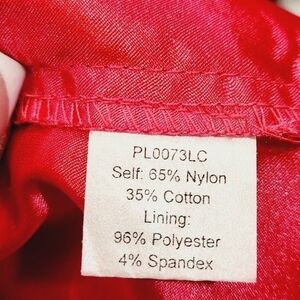 PL0073LC
Self: 65% Nylon
35% Cotton
Lining:
96% Polyester
4% Spandex